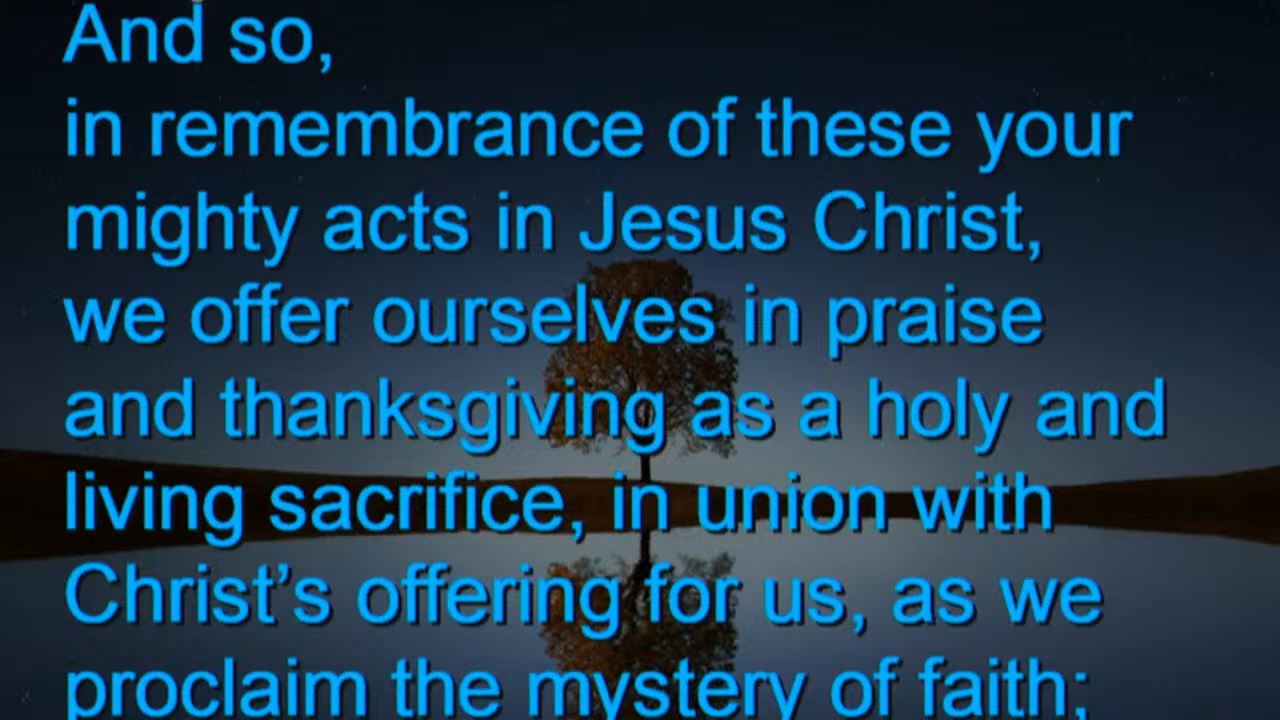 And so,
in remembrance of these your
mighty acts in Jesus Christ,
we offer ourselves in praise
and thanksgiving as a holy and
living sacrifice, in union with
Christ’s offering for us, as we
proclaim the mystery of faith;